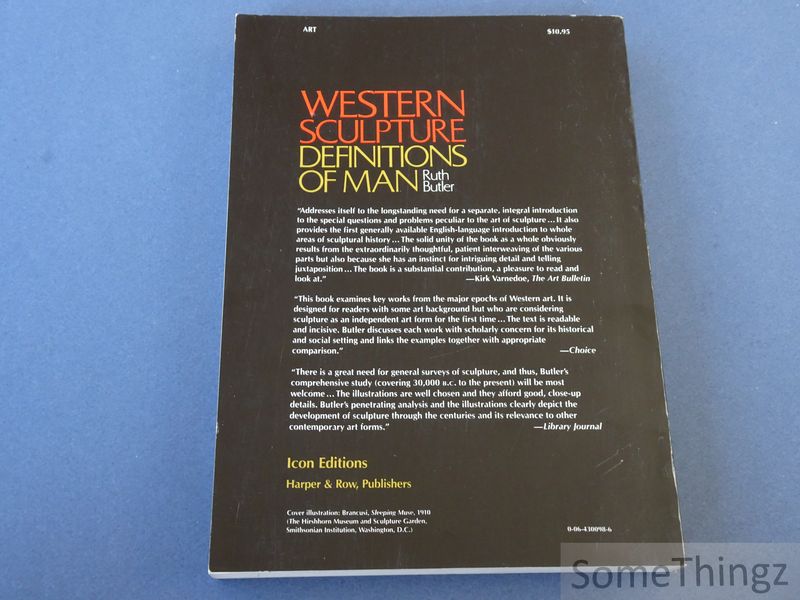 ART
$10.95
WESTERN
SCULPTURE
DEFINITIONS
OF MAN Ruth Butler
“Addresses itself to the longstanding need for a separate, integral introduction
to the special questions and problems peculiar to the art of sculpture ... It also
provides the first generally available English-language introduction to whole
areas of sculptural history ... The solid unity of the book as a whole obviously
results from the extraordinarily thoughtful, patient interweaving of the various
parts but also because she has an instinct for intriguing detail and telling
juxtaposition ... The book is a substantial contribution, a pleasure to read and
look at.” —Kirk Varnedoe, The Art Bulletin
“This book examines key works from the major epochs of Western art. It is
designed for readers with some art background but who are considering
sculpture as an independent art form for the first time ... The text is readable
and incisive. Butler discusses each work with scholarly concern for its historical
and social setting and links the examples together with appropriate
comparison.” —Choice
“There is a great need for general surveys of sculpture, and thus, Butler’s
comprehensive study (covering 30,000 B.C. to the present) will be most
welcome ... The illustrations are well chosen and they afford good, close-up
details. Butler’s penetrating analysis and the illustrations clearly depict the
development of sculpture through the centuries and its relevance to other
contemporary art forms.” —Library Journal
Icon Editions
Harper & Row, Publishers
Cover illustration: Brancusi, Sleeping Muse, 1910
(The Hirshhorn Museum and Sculpture Garden,
Smithsonian Institution, Washington, D.C.)
0-06-430098-6
SomeThingz